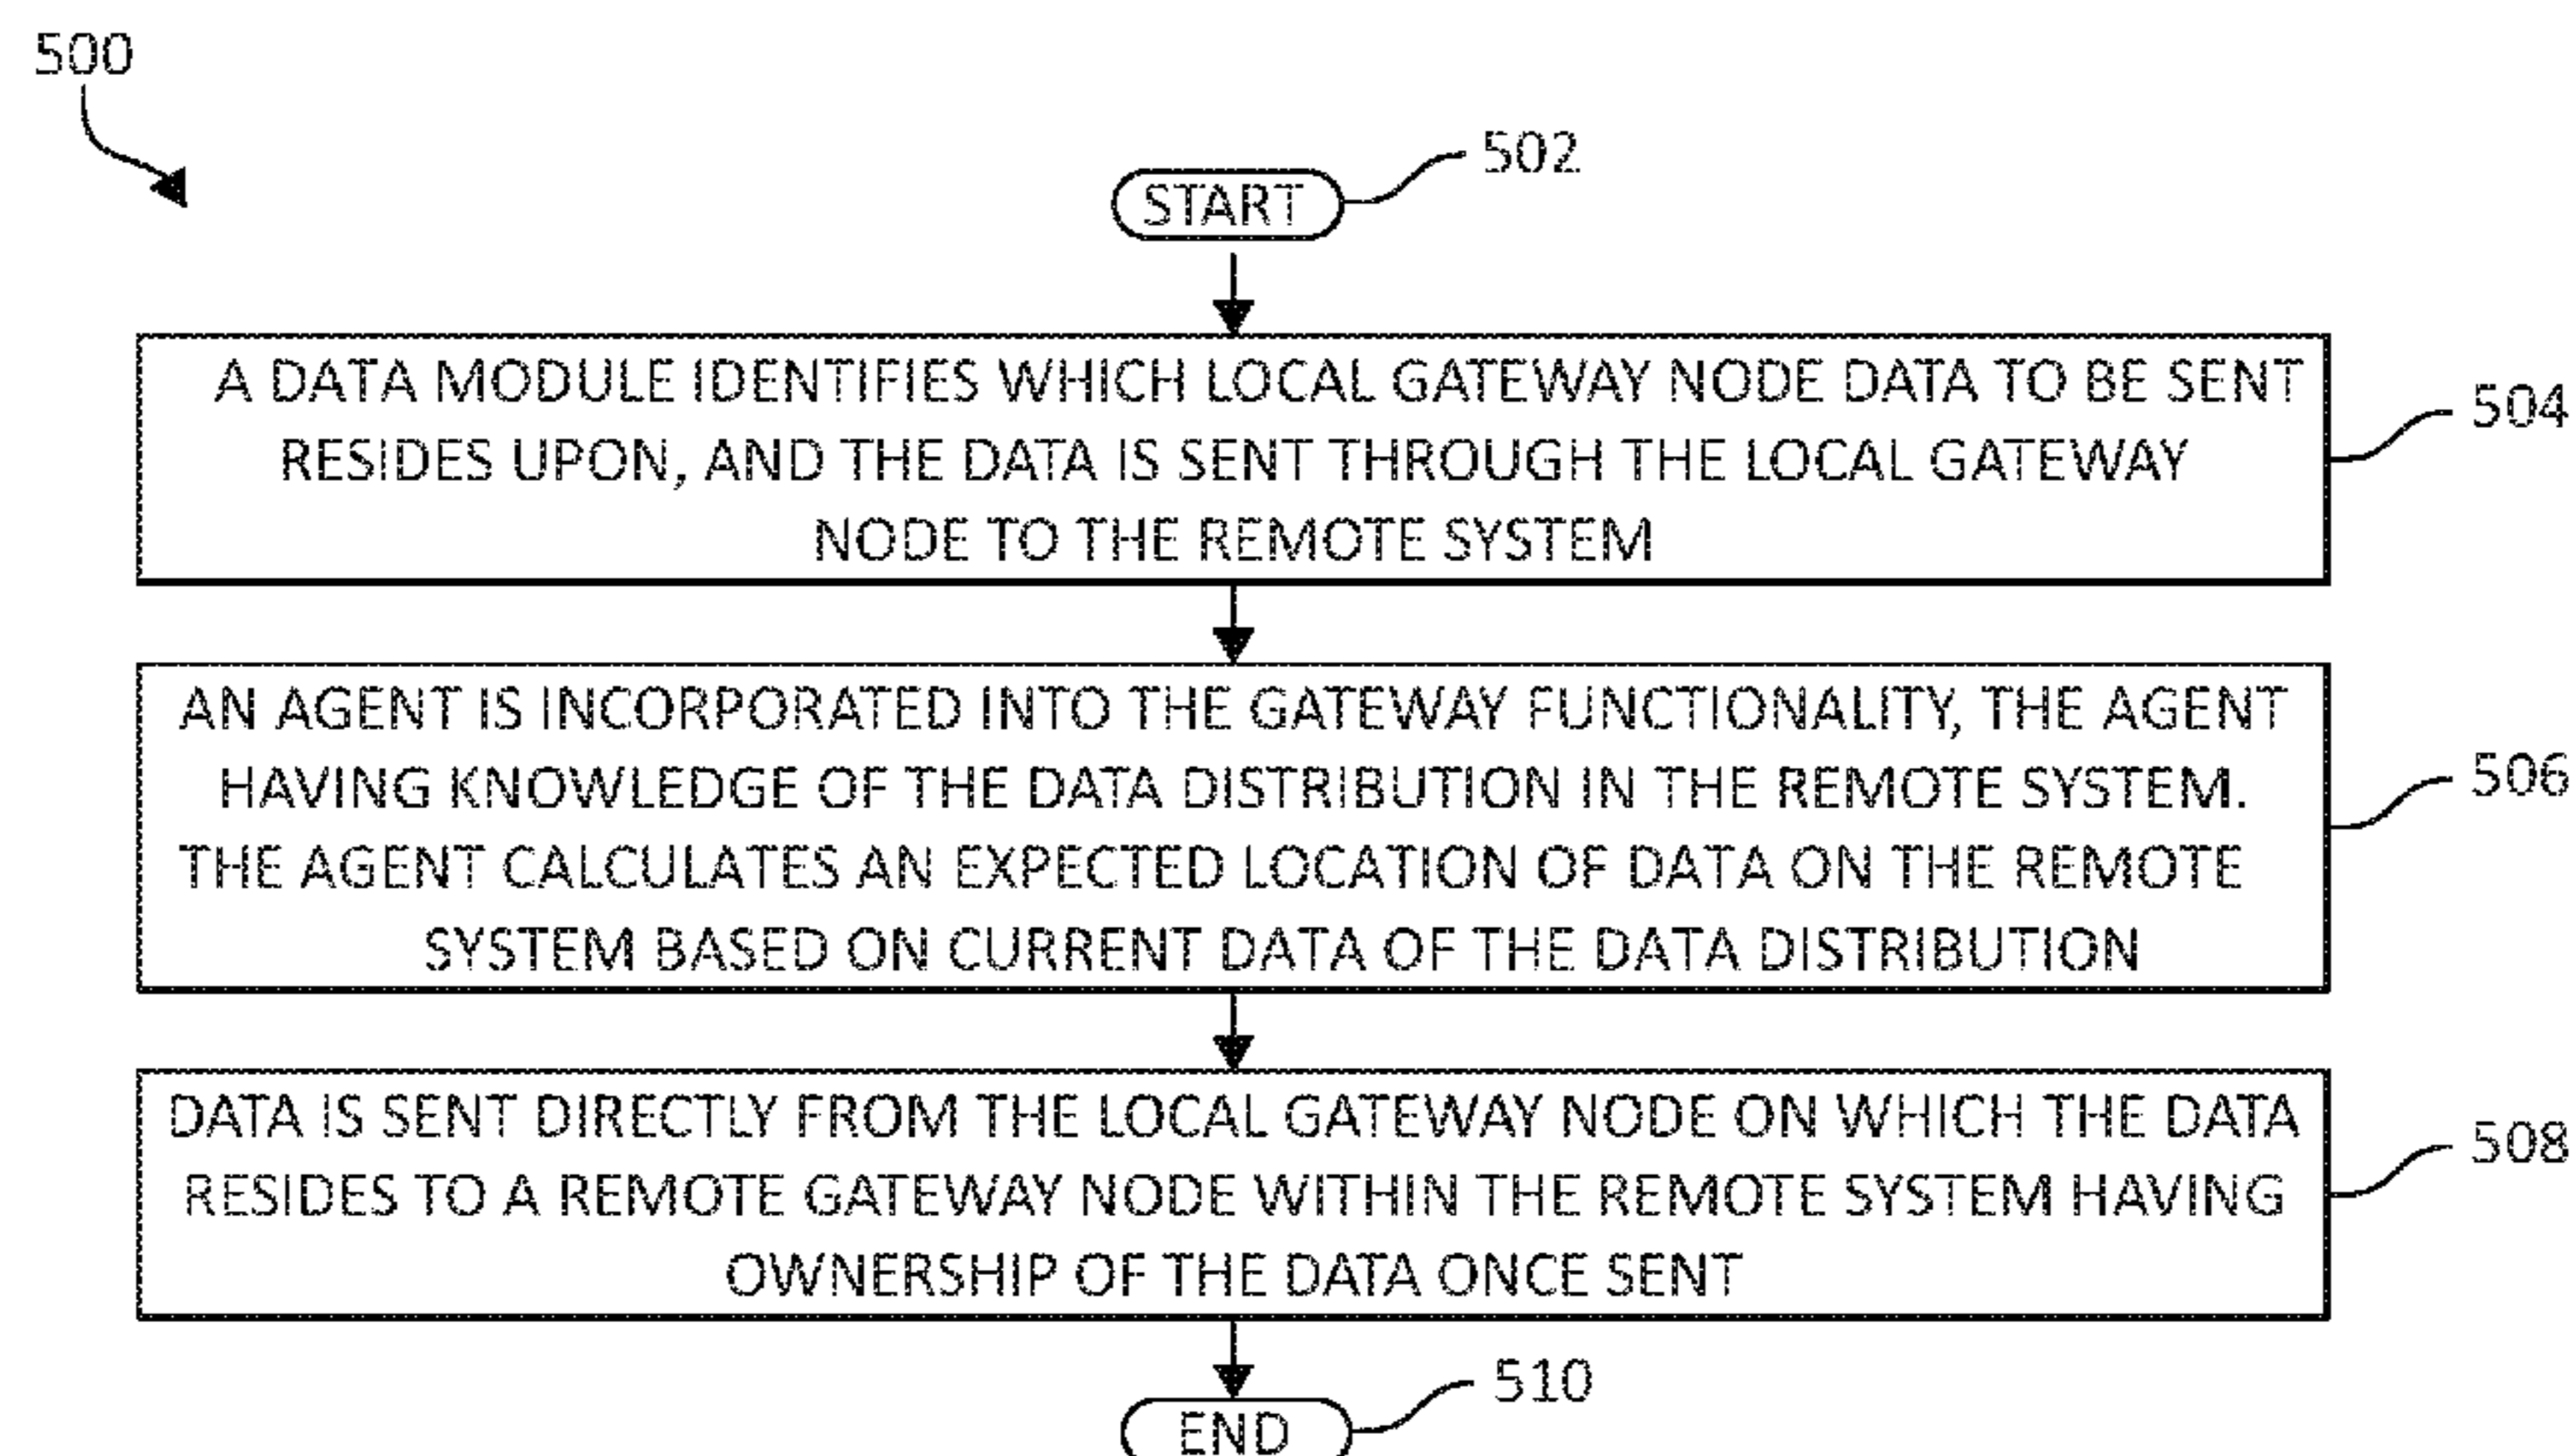 500
START
502
A DATA MODULE IDENTIFIES WHICH LOCAL GATEWAY NODE DATA TO BE SENT
RESIDES UPON, AND THE DATA IS SENT THROUGH THE LOCAL GATEWAY
NODE TO THE REMOTE SYSTEM
504
AN AGENT IS INCORPORATED INTO THE GATEWAY FUNCTIONALITY, THE AGENT
HAVING KNOWLEDGE OF THE DATA DISTRIBUTION IN THE REMOTE SYSTEM.
THE AGENT CALCULATES AN EXPECTED LOCATION OF DATA ON THE REMOTE
SYSTEM BASED ON CURRENT DATA OF THE DATA DISTRIBUTION
506
DATA IS SENT DIRECTLY FROM THE LOCAL GATEWAY NODE ON WHICH THE DATA
RESIDES TO A REMOTE GATEWAY NODE WITHIN THE REMOTE SYSTEM HAVING
OWNERSHIP OF THE DATA ONCE SENT
508
END
510